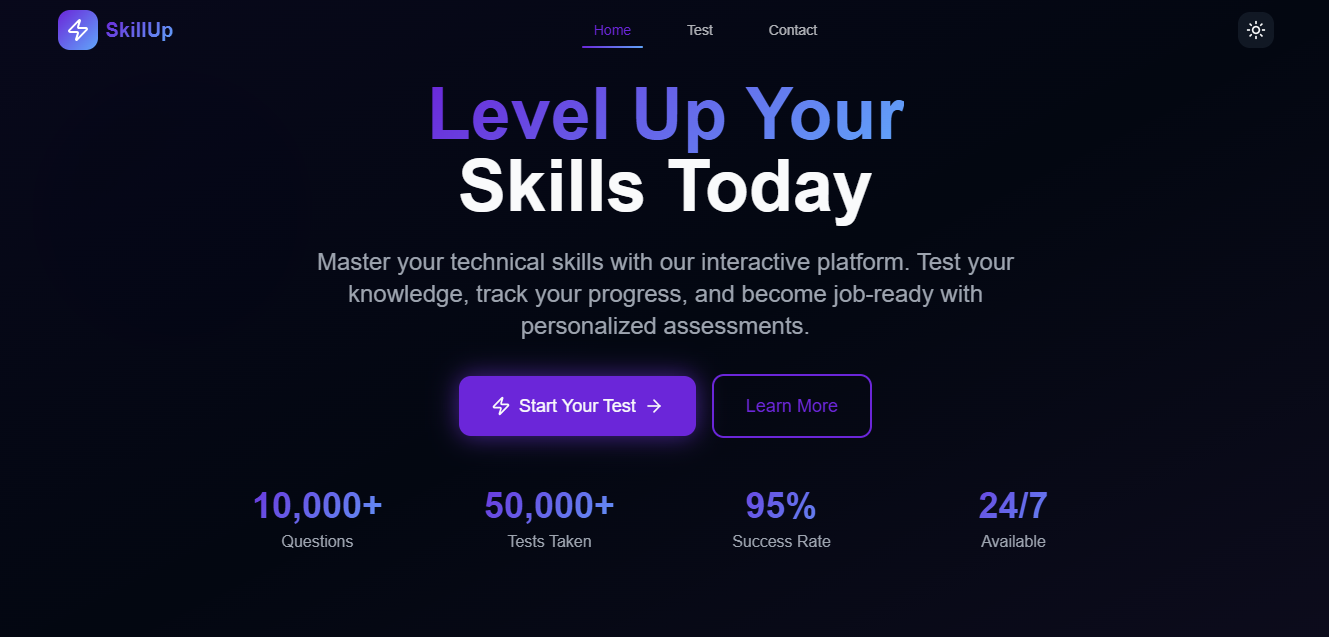 SkillUp
Home
Test
Contact
Level Up Your
Skills Today
Master your technical skills with our interactive platform. Test your
knowledge, track your progress, and become job-ready with
personalized assessments.
Start Your Test
Learn More
10,000+
Questions
50,000+
Tests Taken
95%
Success Rate
24/7
Available